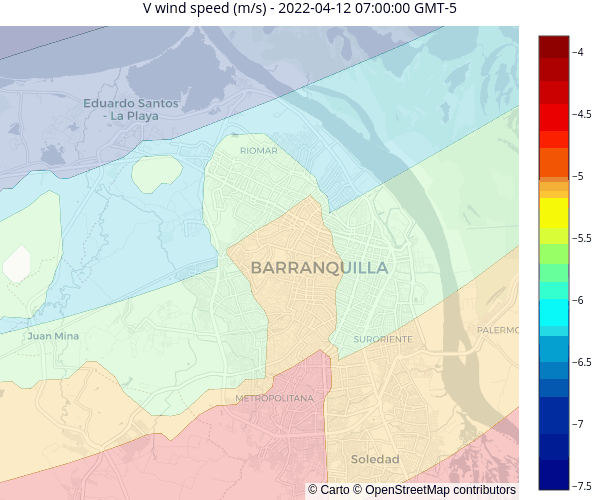 V wind speed (m/s) - 2022-04-12 07:00:00 GMT-5
−4
Eduardo Santos
- La Playa
−4.5
RIOMAR
−5
−5.5
BARRANQUILLA
−6
Juan Mina
SURORIENTE
PALERMO
−6.5
METROPOLITANA
−7
Soledad
−7.5
© Carto © OpenStreetMap contributors